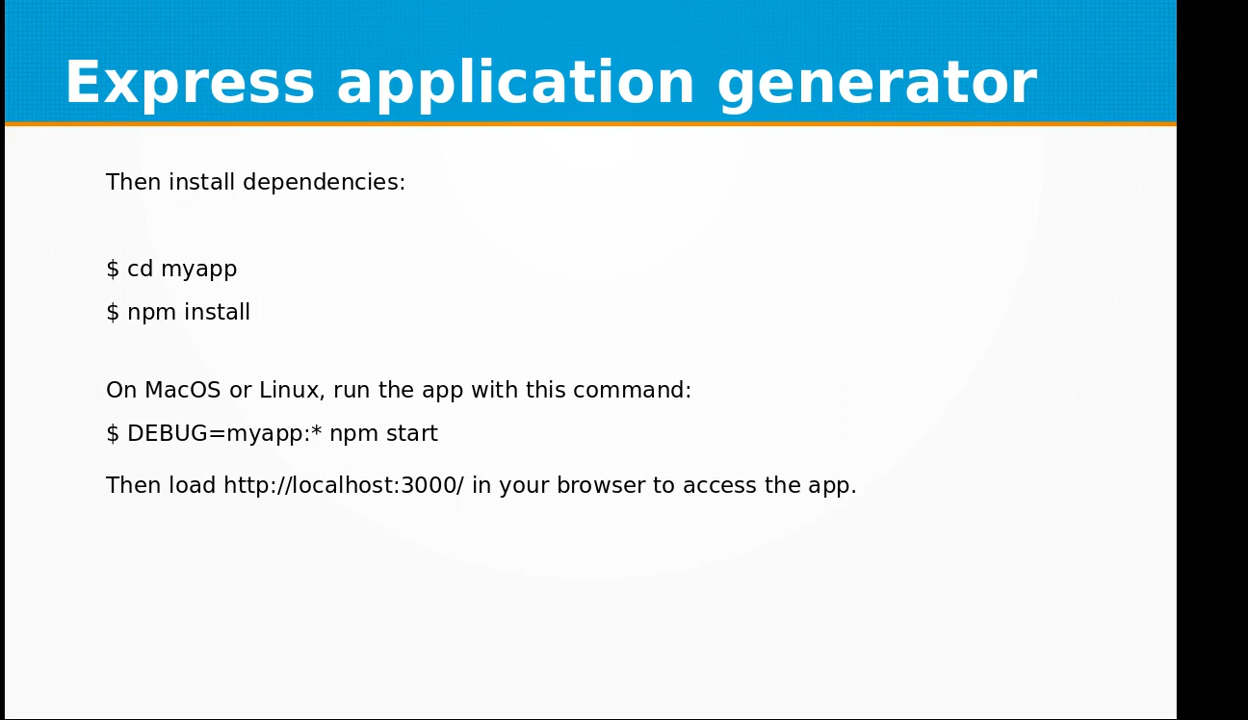 Express application generator
Then install dependencies:
$ cd myapp
$ npm install
On MacOS or Linux, run the app with this command:
$ DEBUG=myapp:* npm start
Then load http://localhost:3000/ in your browser to access the app.